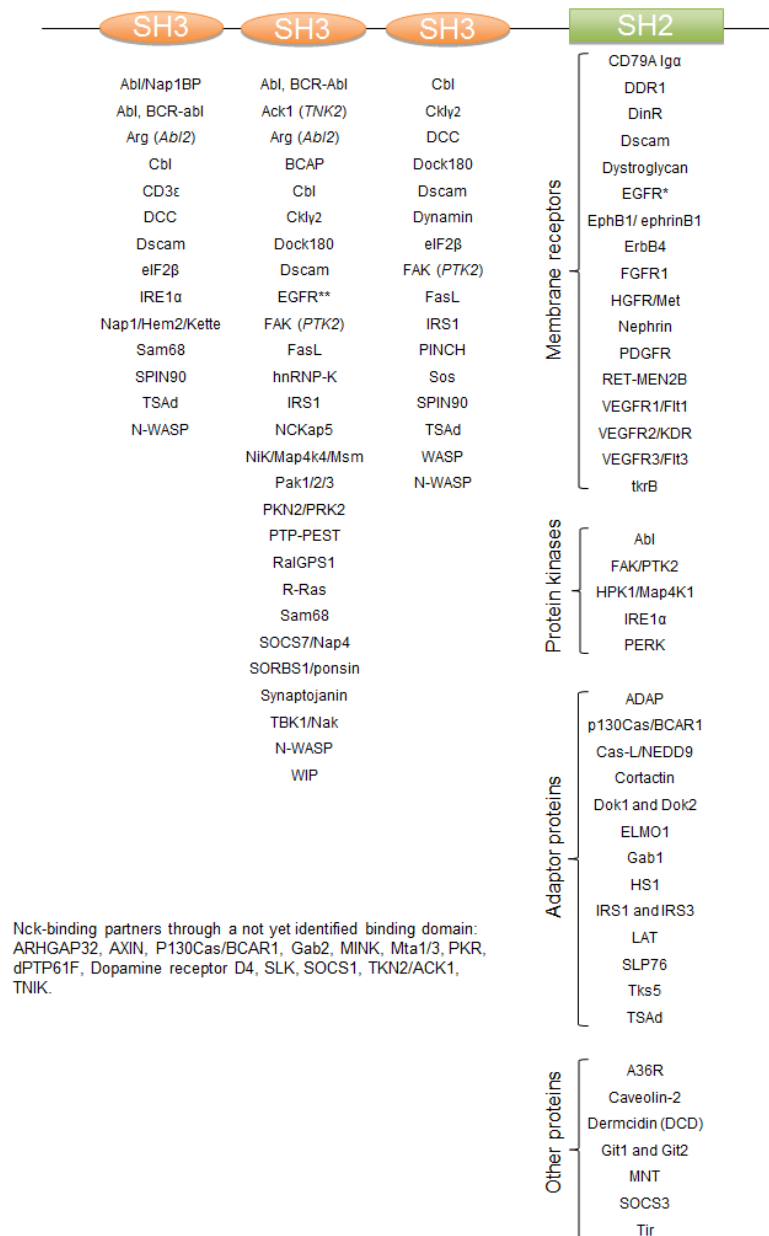 SH3
SH3
SH3
SH2
Abl/Nap1BP
Abl, BCR-abl
Arg (Abl2)
Cbl
CD3ε
DCC
Dscam
eIF2β
IRE1α
Nap1/Hem2/Kette
Sam68
SPIN90
TSAd
N-WASP
Abl, BCR-Abl
Ack1 (TNK2)
Arg (Abl2)
BCAP
Cbl
CkIγ2
Dock180
Dscam
EGFR**
FAK (PTK2)
FasL
hnRNP-K
IRS1
NCKap5
NiK/Map4k4/Msm
Pak1/2/3
PKN2/PRK2
PTP-PEST
RalGPS1
R-Ras
Sam68
SOCS7/Nap4
SORBS1/ponsin
Synaptojanin
TBK1/Nak
N-WASP
WIP
Cbl
CkIγ2
DCC
Dock180
Dscam
Dynamin
eIF2β
FAK (PTK2)
FasL
IRS1
PINCH
Sos
SPIN90
TSAd
WASP
N-WASP
Membrane receptors
CD79A Igα
DDR1
DinR
Dscam
Dystroglycan
EGFR*
EphB1/ ephrinB1
ErbB4
FGFR1
HGFR/Met
Nephrin
PDGFR
RET-MEN2B
VEGFR1/Flt1
VEGFR2/KDR
VEGFR3/Flt3
tkrB
Protein kinases
Abl
FAK/PTK2
HPK1/Map4K1
IRE1α
PERK
Adaptor proteins
ADAP
p130Cas/BCAR1
Cas-L/NEDD9
Cortactin
Dok1 and Dok2
ELMO1
Gab1
HS1
IRS1 and IRS3
LAT
SLP76
Tks5
TSAd
Other proteins
A36R
Caveolin-2
Dermcidin (DCD)
Git1 and Git2
MNT
SOCS3
Tir
Nck-binding partners through a not yet identified binding domain:
ARHGAP32, AXIN, P130Cas/BCAR1, Gab2, MINK, Mta1/3, PKR,
dPTP61F, Dopamine receptor D4, SLK, SOCS1, TKN2/ACK1,
TNIK.